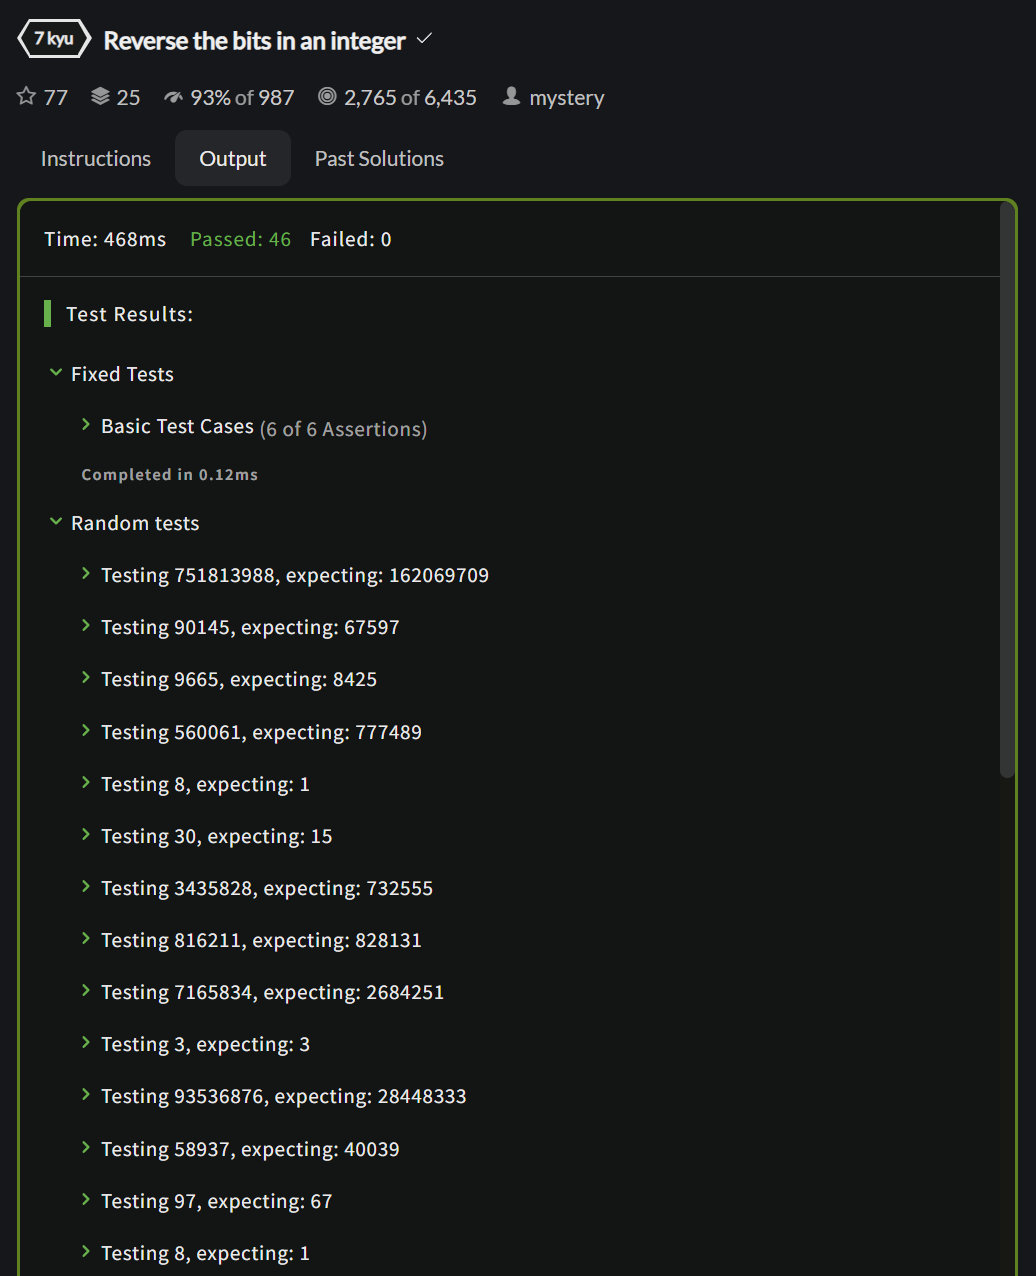 7 kyu Reverse the bits in an integer
77 25 93% of 987 2,765 of 6,435 mystery
Instructions Output Past Solutions
Time: 468ms Passed: 46 Failed: 0
Test Results:
Fixed Tests
Basic Test Cases (6 of 6 Assertions)
Completed in 0.12ms
Random tests
Testing 751813988, expecting: 162069709
Testing 90145, expecting: 67597
Testing 9665, expecting: 8425
Testing 560061, expecting: 777489
Testing 8, expecting: 1
Testing 30, expecting: 15
Testing 3435828, expecting: 732555
Testing 816211, expecting: 828131
Testing 7165834, expecting: 2684251
Testing 3, expecting: 3
Testing 93536876, expecting: 28448333
Testing 58937, expecting: 40039
Testing 97, expecting: 67
Testing 8, expecting: 1